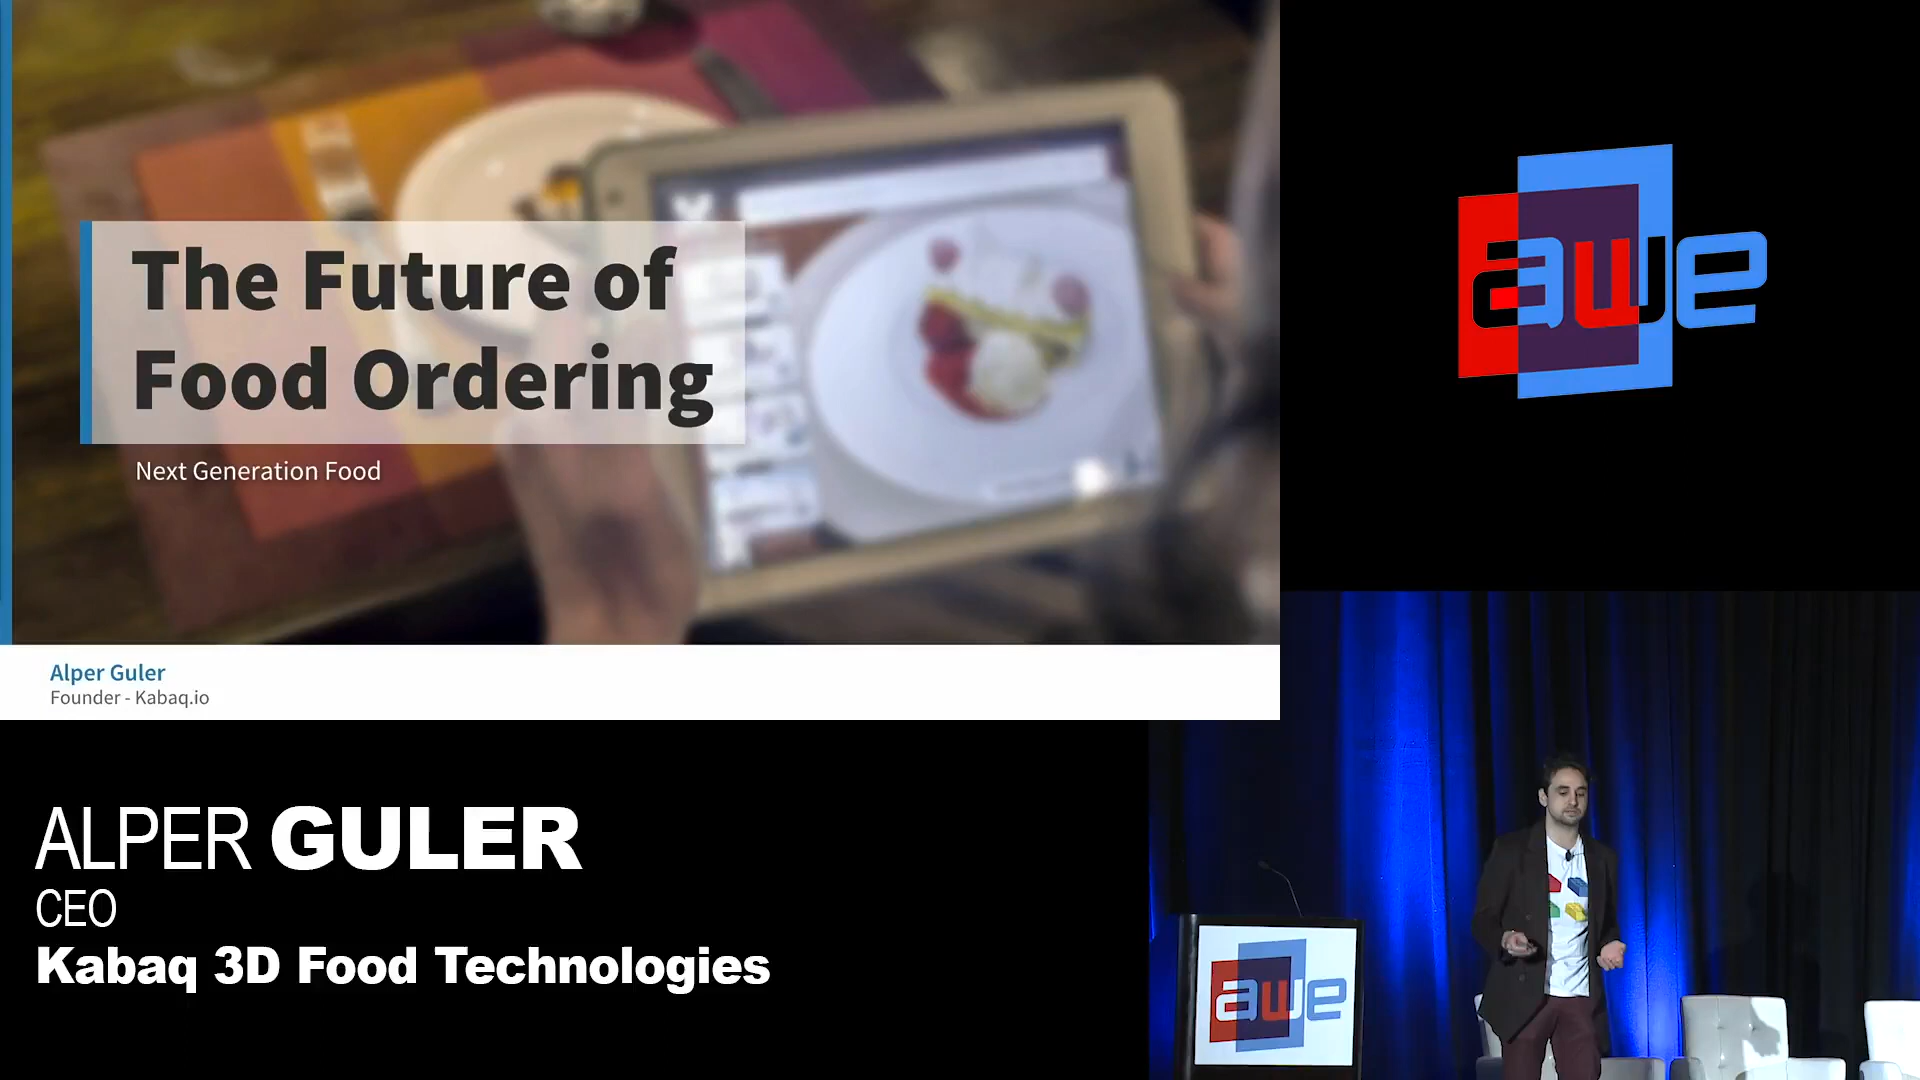 The Future of
Food Ordering
Next Generation Food
Alper Guler
Founder - Kabaq.io
awe
ALPER GULER
CEO
Kabaq 3D Food Technologies
awe